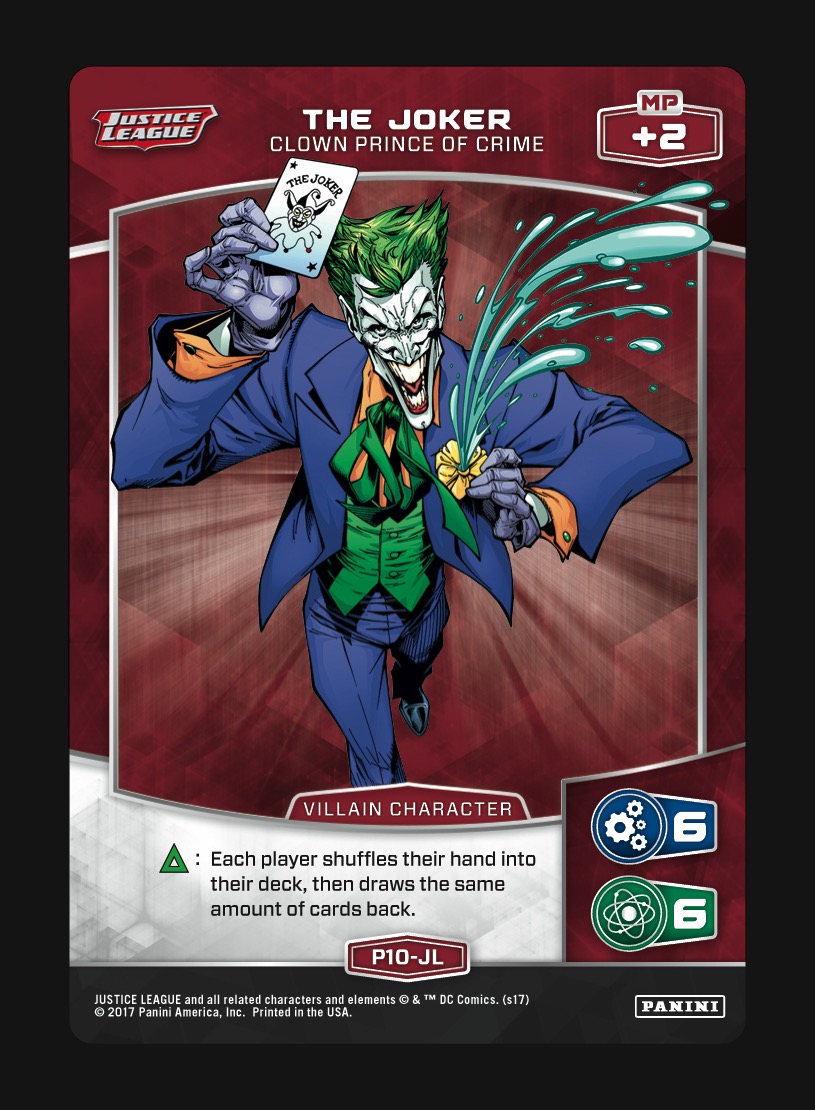 JUSTICE
LEAGUE
THE JOKER
CLOWN PRINCE OF CRIME
MP
+2
THE JOKER
VILLAIN CHARACTER
: Each player shuffles their hand into
their deck, then draws the same
amount of cards back.
6
6
P10-JL
JUSTICE LEAGUE and all related characters and elements © & ™ DC Comics. (s17)
© 2017 Panini America, Inc. Printed in the USA.
PANINI